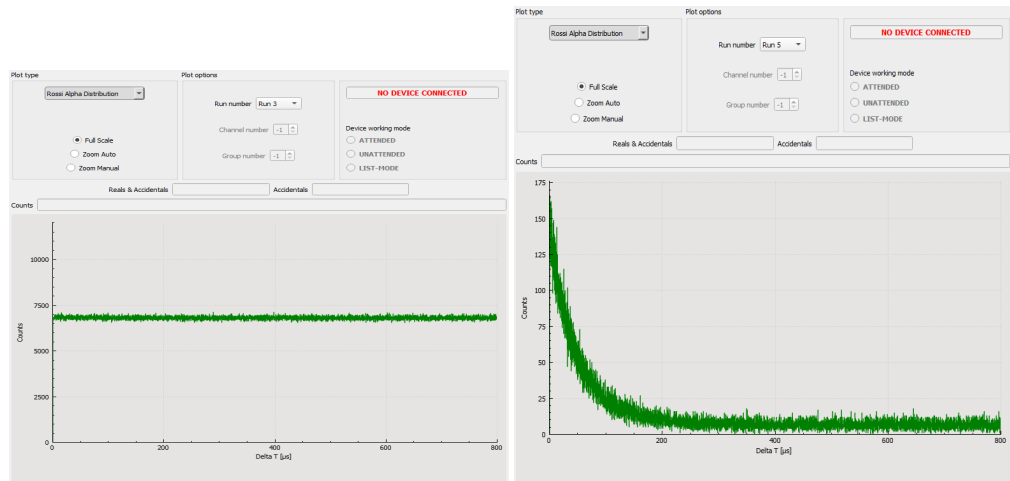 Plot type
Plot options
Rossi Alpha Distribution
NO DEVICE CONNECTED
Run number Run 3
Channel number -1
Device working mode
Full Scale
ATTENDED
Zoom Auto
Group number -1
UNATTENDED
Zoom Manual
LIST-MODE
Reals & Accidentals
Accidentals
Counts
10000
7500
5000
2500
0
Counts
0 200 400 600 800
Delta T [µs]
Plot type
Plot options
Rossi Alpha Distribution
NO DEVICE CONNECTED
Run number Run 5
Channel number -1
Device working mode
Full Scale
ATTENDED
Zoom Auto
Group number -1
UNATTENDED
Zoom Manual
LIST-MODE
Reals & Accidentals
Accidentals
Counts
175
150
125
100
75
50
25
0
Counts
0 200 400 600 800
Delta T [µs]